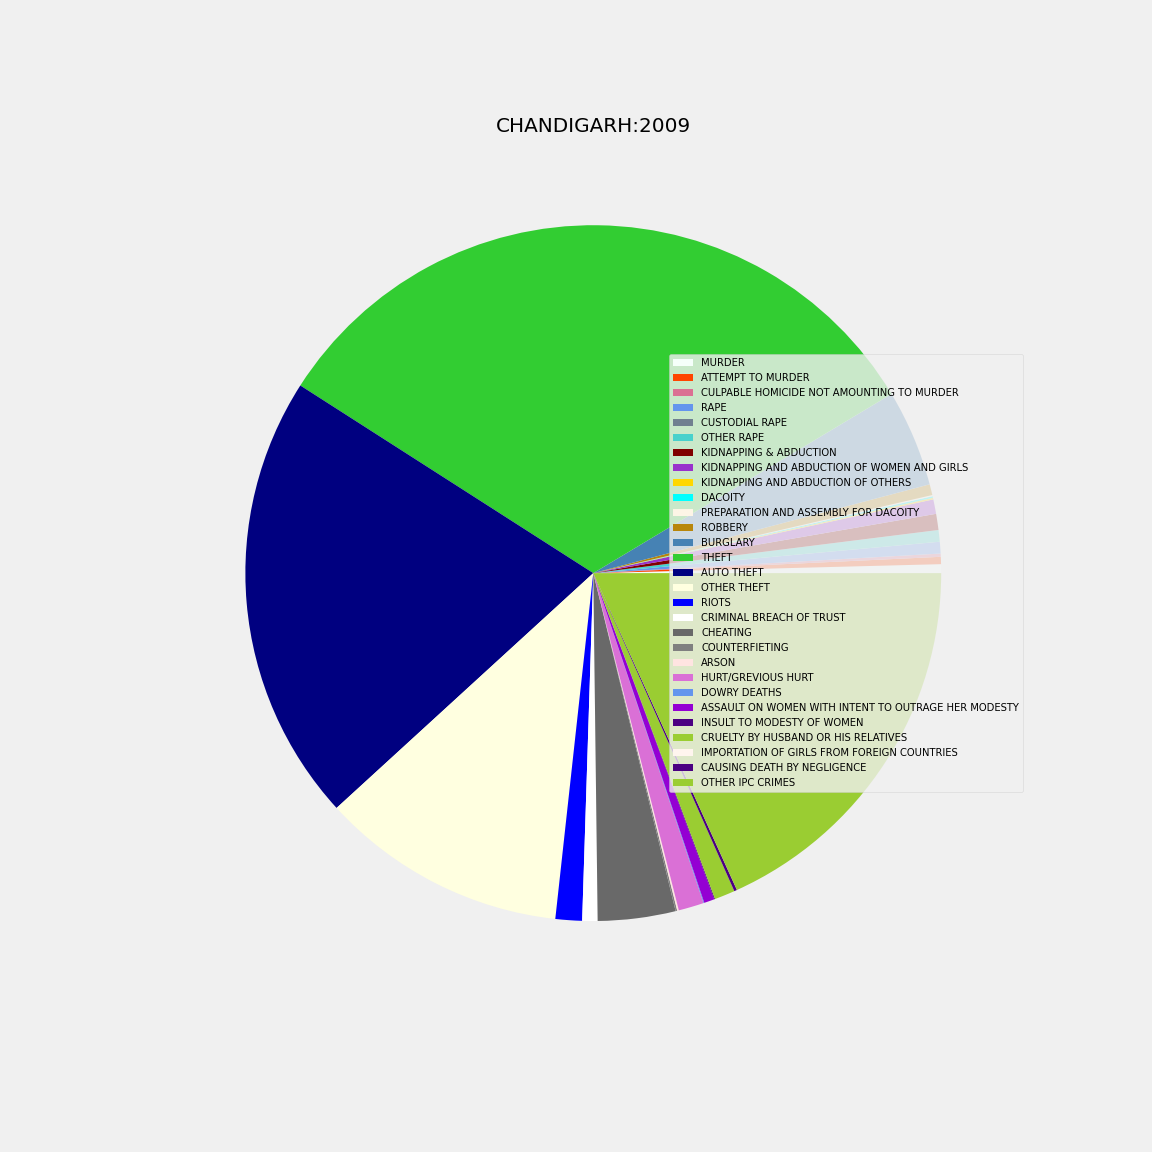 CHANDIGARH:2009
MURDER
ATTEMPT TO MURDER
CULPABLE HOMICIDE NOT AMOUNTING TO MURDER
RAPE
CUSTODIAL RAPE
OTHER RAPE
KIDNAPPING & ABDUCTION
KIDNAPPING AND ABDUCTION OF WOMEN AND GIRLS
KIDNAPPING AND ABDUCTION OF OTHERS
DACOITY
PREPARATION AND ASSEMBLY FOR DACOITY
ROBBERY
BURGLARY
THEFT
AUTO THEFT
OTHER THEFT
RIOTS
CRIMINAL BREACH OF TRUST
CHEATING
COUNTERFIETING
ARSON
HURT/GREVIOUS HURT
DOWRY DEATHS
ASSAULT ON WOMEN WITH INTENT TO OUTRAGE HER MODESTY
INSULT TO MODESTY OF WOMEN
CRUELTY BY HUSBAND OR HIS RELATIVES
IMPORTATION OF GIRLS FROM FOREIGN COUNTRIES
CAUSING DEATH BY NEGLIGENCE
OTHER IPC CRIMES